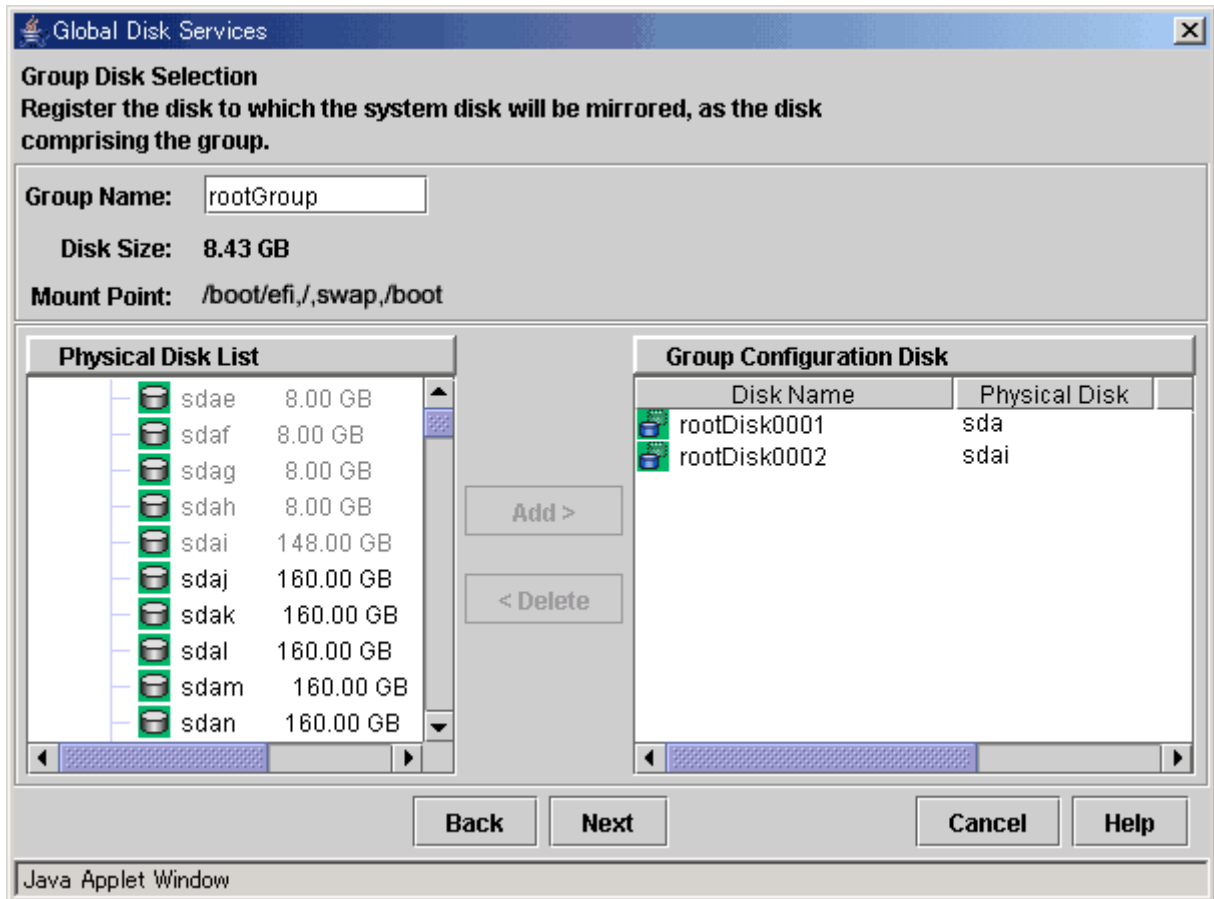 Global Disk Services
Group Disk Selection
Register the disk to which the system disk will be mirrored, as the disk
comprising the group.
Group Name: rootGroup
Disk Size: 8.43 GB
Mount Point: /boot/efi,/,swap,/boot
Physical Disk List
sdae 8.00 GB
sdaf 8.00 GB
sdag 8.00 GB
sdah 8.00 GB
sdai 148.00 GB
sdaj 160.00 GB
sdak 160.00 GB
sdal 160.00 GB
sdam 160.00 GB
sdan 160.00 GB
Add >
< Delete
Group Configuration Disk
Disk Name Physical Disk
rootDisk0001 sda
rootDisk0002 sdai
Back Next Cancel Help
Java Applet Window